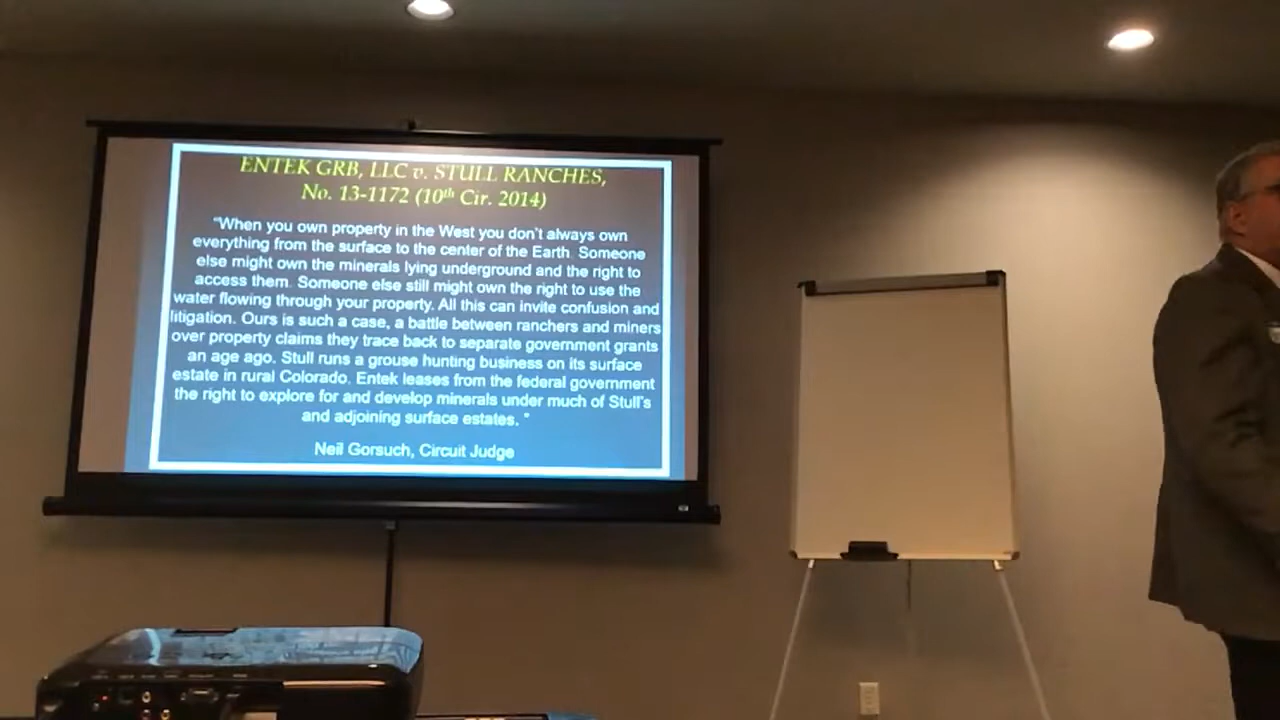 ENTEK GRB, LLC v. STULL RANCHES,
No. 13-1172 (10th Cir. 2014)
"When you own property in the West you don't always own
everything from the surface to the center of the Earth. Someone
else might own the minerals lying underground and the right to
access them. Someone else still might own the right to use the
water flowing through your property. All this can invite confusion and
litigation. Ours is such a case, a battle between ranchers and miners
over property claims they trace back to separate government grants
an age ago. Stull runs a grouse hunting business on its surface
estate in rural Colorado. Entek leases from the federal government
the right to explore for and develop minerals under much of Stull's
and adjoining surface estates. "
Neil Gorsuch, Circuit Judge